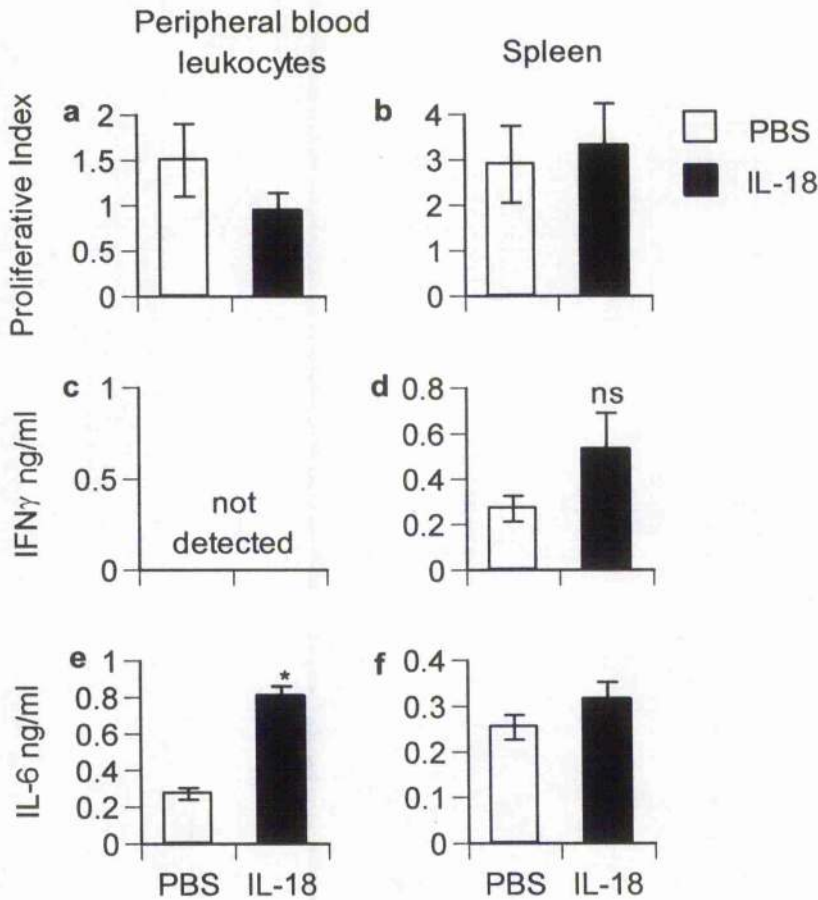 Peripheral blood
leukocytes
Spleen
a
b
PBS
IL-18
Proliferative Index
2
1.5
1
0.5
0
4
3
2
1
0
c
d
IFNγ ng/ml
1
0.5
0
not
detected
0.8
0.6
0.4
0.2
0
ns
e
f
IL-6 ng/ml
1
0.8
0.6
0.4
0.2
0
*
0.4
0.3
0.2
0.1
0
PBS IL-18
PBS IL-18